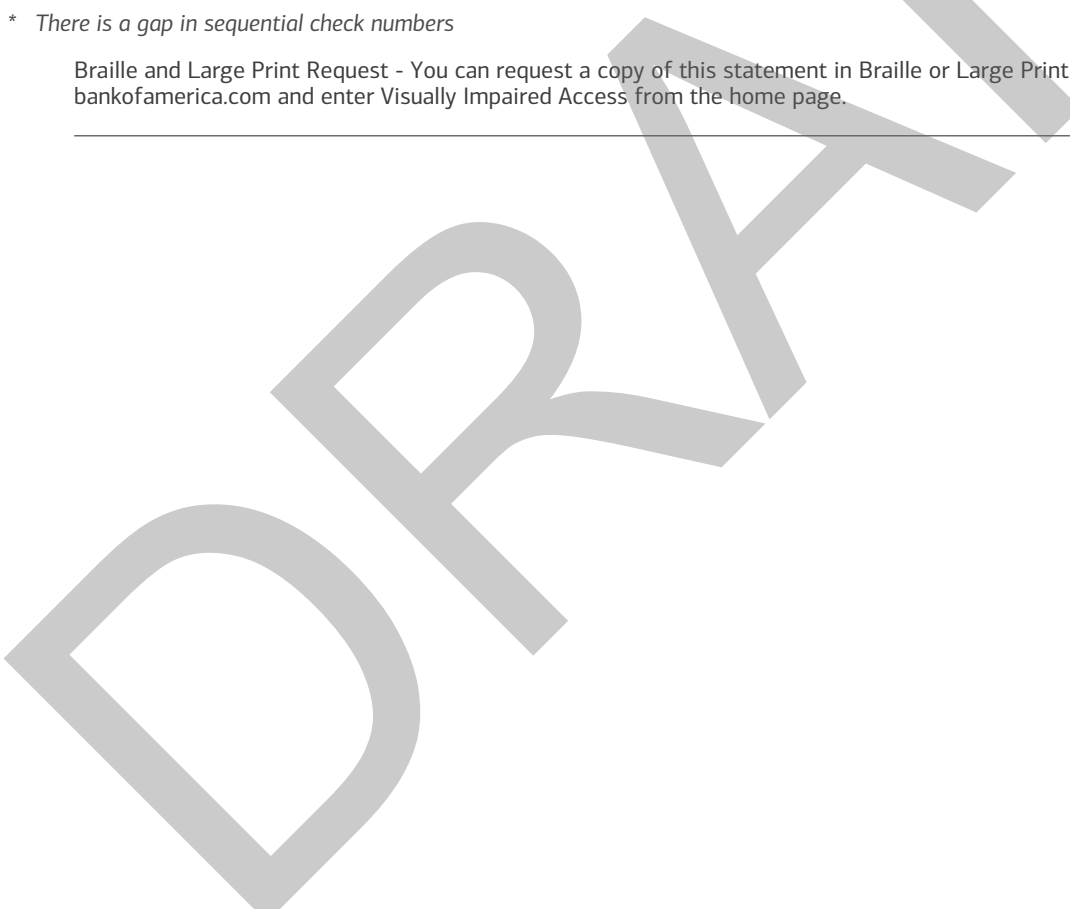 * There is a gap in sequential check numbers
Braille and Large Print Request - You can request a copy of this statement in Braille or Large Print
bankofamerica.com and enter Visually Impaired Access from the home page.
DRA